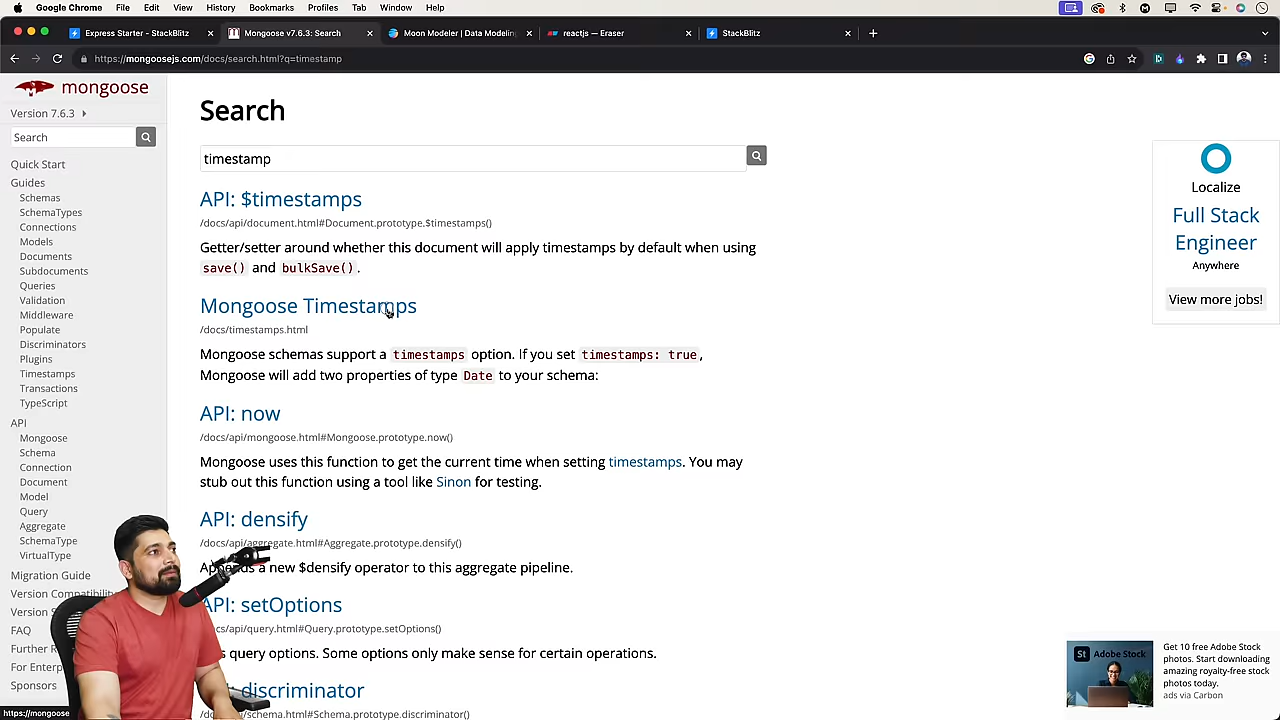 Google Chrome File Edit View History Bookmarks Profiles Tab Window Help
Express Starter - StackBlitz
Mongoose v7.6.3: Search
Moon Modeler | Data Modeling
reactjs — Eraser
StackBlitz
https://mongoosejs.com/docs/search.html?q=timestamp
mongoose
Version 7.6.3
Search
Quick Start
Guides
Schemas
SchemaTypes
Connections
Models
Documents
Subdocuments
Queries
Validation
Middleware
Populate
Discriminators
Plugins
Timestamps
Transactions
TypeScript
API
Mongoose
Schema
Connection
Document
Model
Query
Aggregate
SchemaType
VirtualType
Migration Guide
Version Compatibility
Version
FAQ
Further
For
Sponsors
https://mongoose
Search
timestamp
API: $timestamps
/docs/api/document.html#Document.prototype.$timestamps()
Getter/setter around whether this document will apply timestamps by default when using
save() and bulkSave().
Mongoose Timestamps
/docs/timestamps.html
Mongoose schemas support a timestamps option. If you set timestamps: true,
Mongoose will add two properties of type Date to your schema:
API: now
/docs/api/mongoose.html#Mongoose.prototype.now()
Mongoose uses this function to get the current time when setting timestamps. You may
stub out this function using a tool like Sinon for testing.
API: densify
/docs/api/aggregate.html#Aggregate.prototype.densify()
Appends a new $densify operator to this aggregate pipeline.
API: setOptions
/docs/api/query.html#Query.prototype.setOptions()
query options. Some options only make sense for certain operations.
discriminator
/schema.html#Schema.prototype.discriminator()
Localize
Full Stack
Engineer
Anywhere
View more jobs!
St Adobe Stock
Get 10 free Adobe Stock
photos. Start downloading
amazing royalty-free stock
photos today.
ads via Carbon